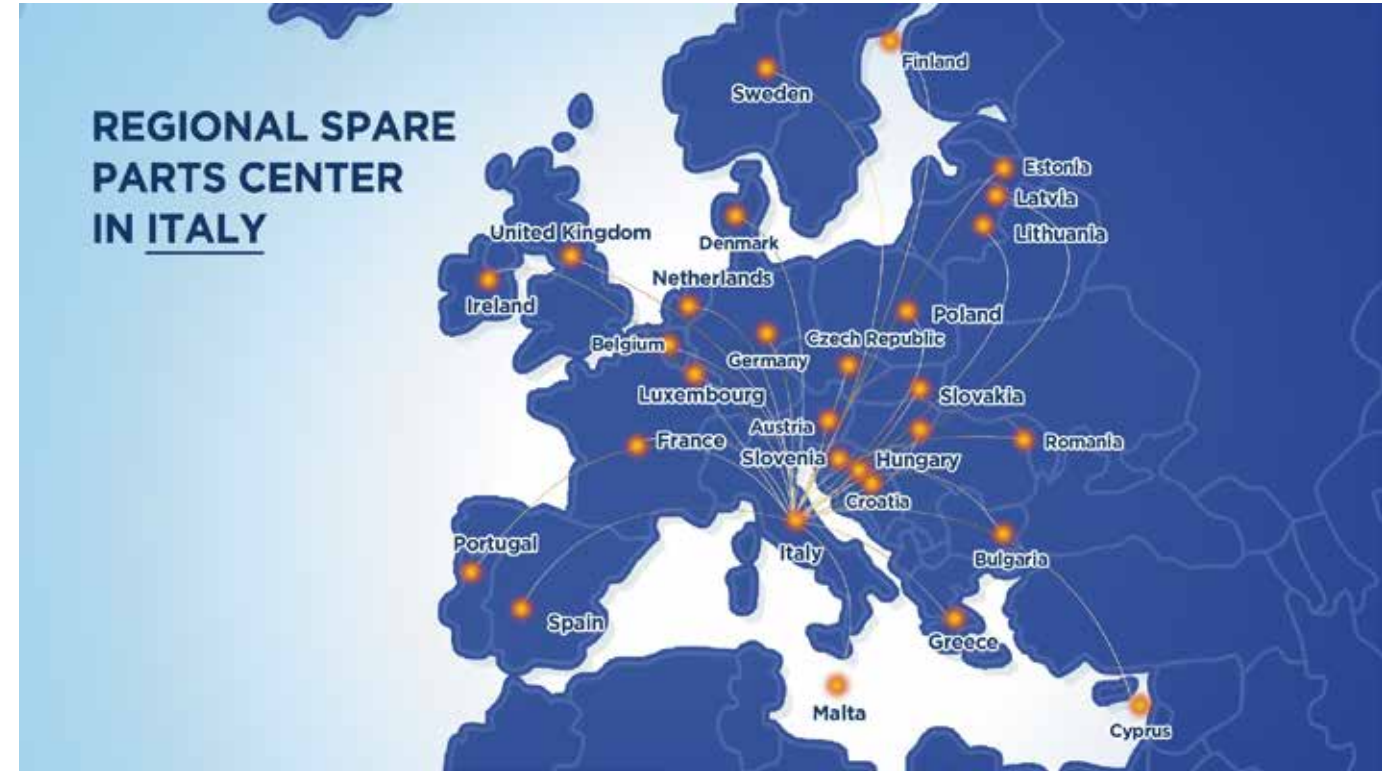 REGIONAL SPARE
PARTS CENTER
IN ITALY
Finland
Sweden
Estonia
Latvia
Lithuania
United Kingdom
Denmark
Netherlands
Ireland
Poland
Belgium
Czech Republic
Germany
Luxembourg
Slovakia
Austria
France
Romania
Slovenia
Hungary
Croatia
Portugal
Italy
Bulgaria
Spain
Greece
Malta
Cyprus